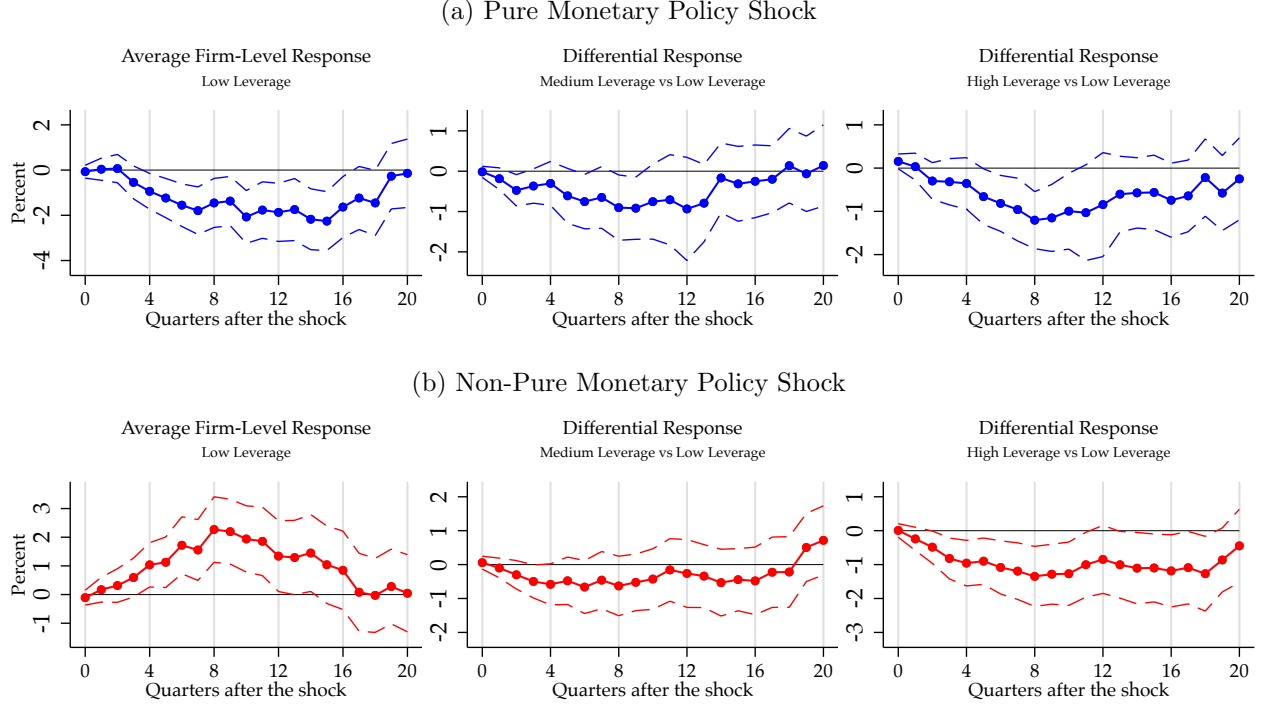 (a) Pure Monetary Policy Shock
Average Firm-Level Response
Low Leverage
Percent
2
0
-2
-4
0 4 8 12 16 20
Quarters after the shock
Differential Response
Medium Leverage vs Low Leverage
1
0
-1
-2
0 4 8 12 16 20
Quarters after the shock
Differential Response
High Leverage vs Low Leverage
1
0
-1
-2
0 4 8 12 16 20
Quarters after the shock
(b) Non-Pure Monetary Policy Shock
Average Firm-Level Response
Low Leverage
Percent
3
2
1
0
-1
0 4 8 12 16 20
Quarters after the shock
Differential Response
Medium Leverage vs Low Leverage
2
1
0
-1
-2
0 4 8 12 16 20
Quarters after the shock
Differential Response
High Leverage vs Low Leverage
1
0
-1
-2
-3
0 4 8 12 16 20
Quarters after the shock